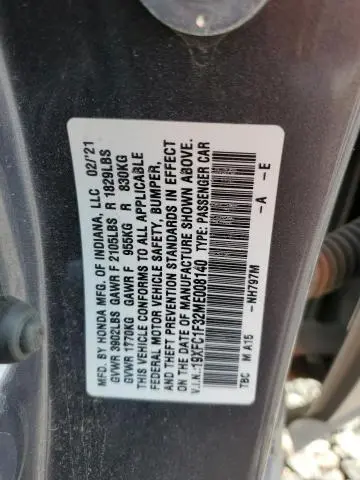 MFD. BY HONDA MFG. OF INDIANA, LLC 02/'21
GVWR 3902LBS GAWR F 2105LBS R 1829LBS
GVWR 1770KG GAWR F 955KG R 830KG
THIS VEHICLE CONFORMS TO ALL APPLICABLE
FEDERAL MOTOR VEHICLE SAFETY, BUMPER,
AND THEFT PREVENTION STANDARDS IN EFFECT
ON THE DATE OF MANUFACTURE SHOWN ABOVE.
V.I.N.:19XFC1F32ME008140 TYPE: PASSENGER CAR
TBC M A15 -NH797M -A -E